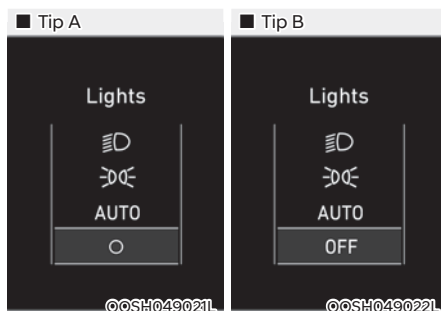 ■ Tip A
Lights
AUTO
O
OOSH049021L
■ Tip B
Lights
AUTO
OFF
OOSH049022L